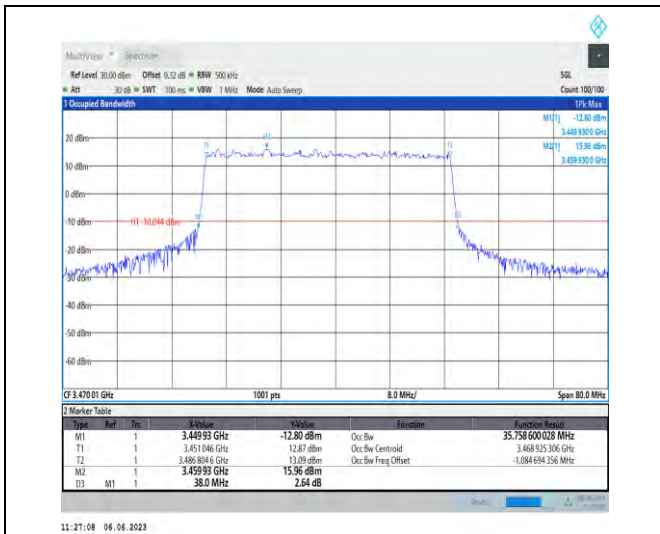 MultiView Spectrum
Ref Level 30.00 dBm Offset 9.32 dB RBW 500 kHz SGL
Att 30 dB SWT 100 ms VBW 1 MHz Mode Auto Sweep Count 100/100
1 Occupied Bandwidth 1Pk Max
M1[1] -12.80 dBm
3.449 930 0 GHz
M2[1] 15.96 dBm
3.459 930 0 GHz
20 dBm
10 dBm
0 dBm
-10 dBm H1 -10.044 dBm
-20 dBm
-30 dBm
-40 dBm
-50 dBm
-60 dBm
T1 M2 T2
M1 D3
CF 3.470 01 GHz 1001 pts 8.0 MHz/ Span 80.0 MHz
2 Marker Table
Type Ref Trc X-Value Y-Value Function Function Result
M1 1 3.449 93 GHz -12.80 dBm Occ Bw 35.758 600 028 MHz
T1 1 3.451 046 GHz 12.87 dBm Occ Bw Centroid 3.468 925 306 GHz
T2 1 3.486 804 6 GHz 13.09 dBm Occ Bw Freq Offset -1.084 694 356 MHz
M2 1 3.459 93 GHz 15.96 dBm
D3 M1 1 38.0 MHz 2.64 dB
11:27:08 06.06.2023